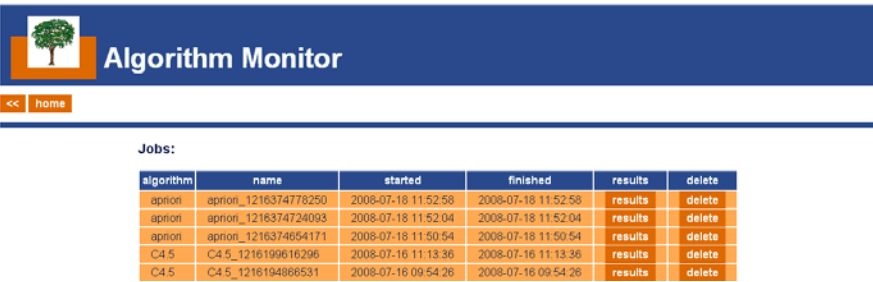 Algorithm Monitor
<< home
Jobs:
algorithm name started finished results delete
apriori apriori_1216374778250 2008-07-18 11:52:58 2008-07-18 11:52:58 results delete
apriori apriori_1216374724093 2008-07-18 11:52:04 2008-07-18 11:52:04 results delete
apriori apriori_1216374654171 2008-07-18 11:50:54 2008-07-18 11:50:54 results delete
C4.5 C4.5_1216199616296 2008-07-16 11:13:36 2008-07-16 11:13:36 results delete
C4.5 C4.5_1216194866531 2008-07-16 09:54:26 2008-07-16 09:54:26 results delete